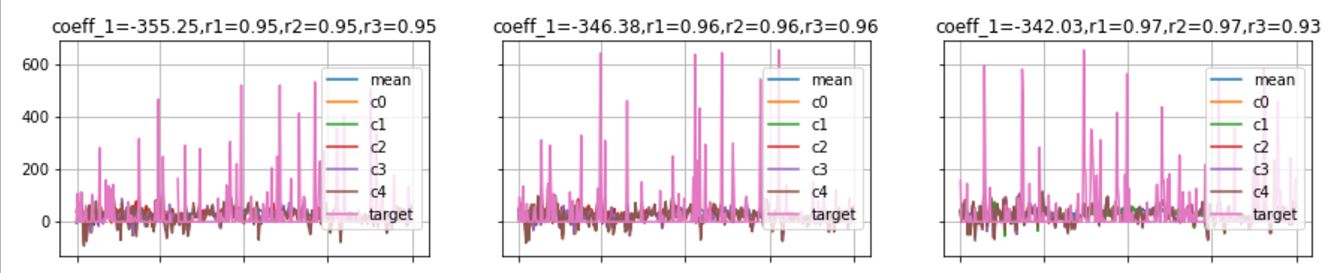 coeff_1=-355.25,r1=0.95,r2=0.95,r3=0.95
600
400
200
0
mean
c0
c1
c2
c3
c4
target
coeff_1=-346.38,r1=0.96,r2=0.96,r3=0.96
mean
c0
c1
c2
c3
c4
target
coeff_1=-342.03,r1=0.97,r2=0.97,r3=0.93
mean
c0
c1
c2
c3
c4
target